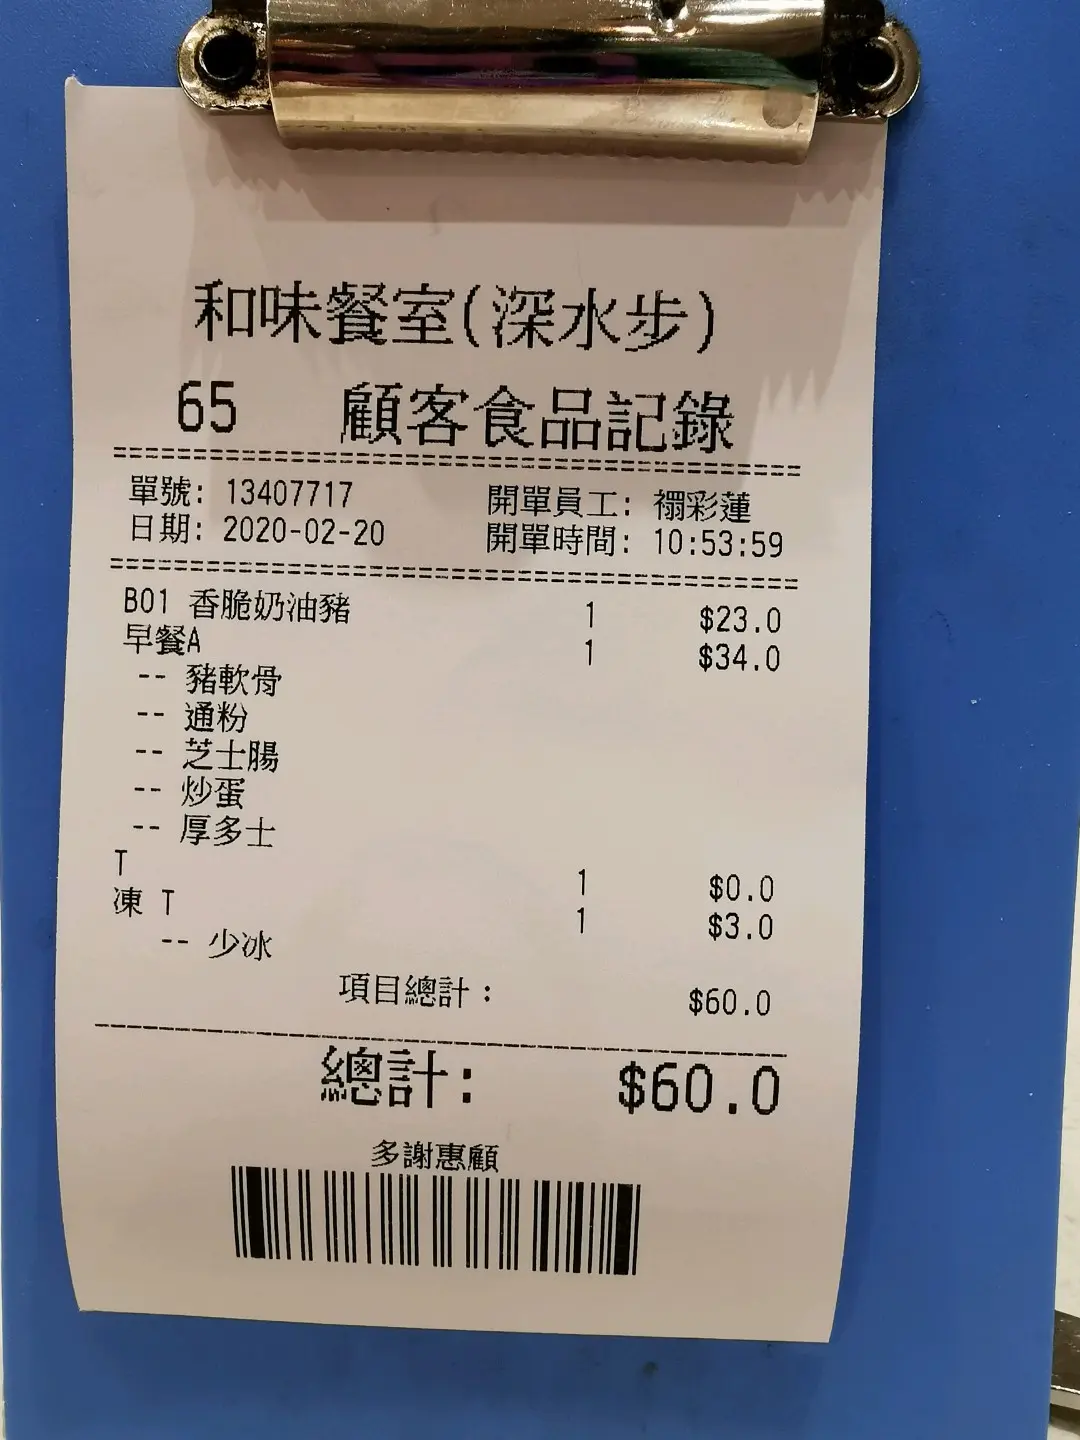 和味餐室(深水步)
65 顧客食品記錄
單號: 13407717 開單員工: 禤彩蓮
日期: 2020-02-20 開單時間: 10:53:59
B01 香脆奶油豬 1 $23.0
早餐A 1 $34.0
-- 豬軟骨
-- 通粉
-- 芝士腸
-- 炒蛋
-- 厚多士
T 1 $0.0
凍 T 1 $3.0
-- 少冰
項目總計: $60.0
總計: $60.0
多謝惠顧